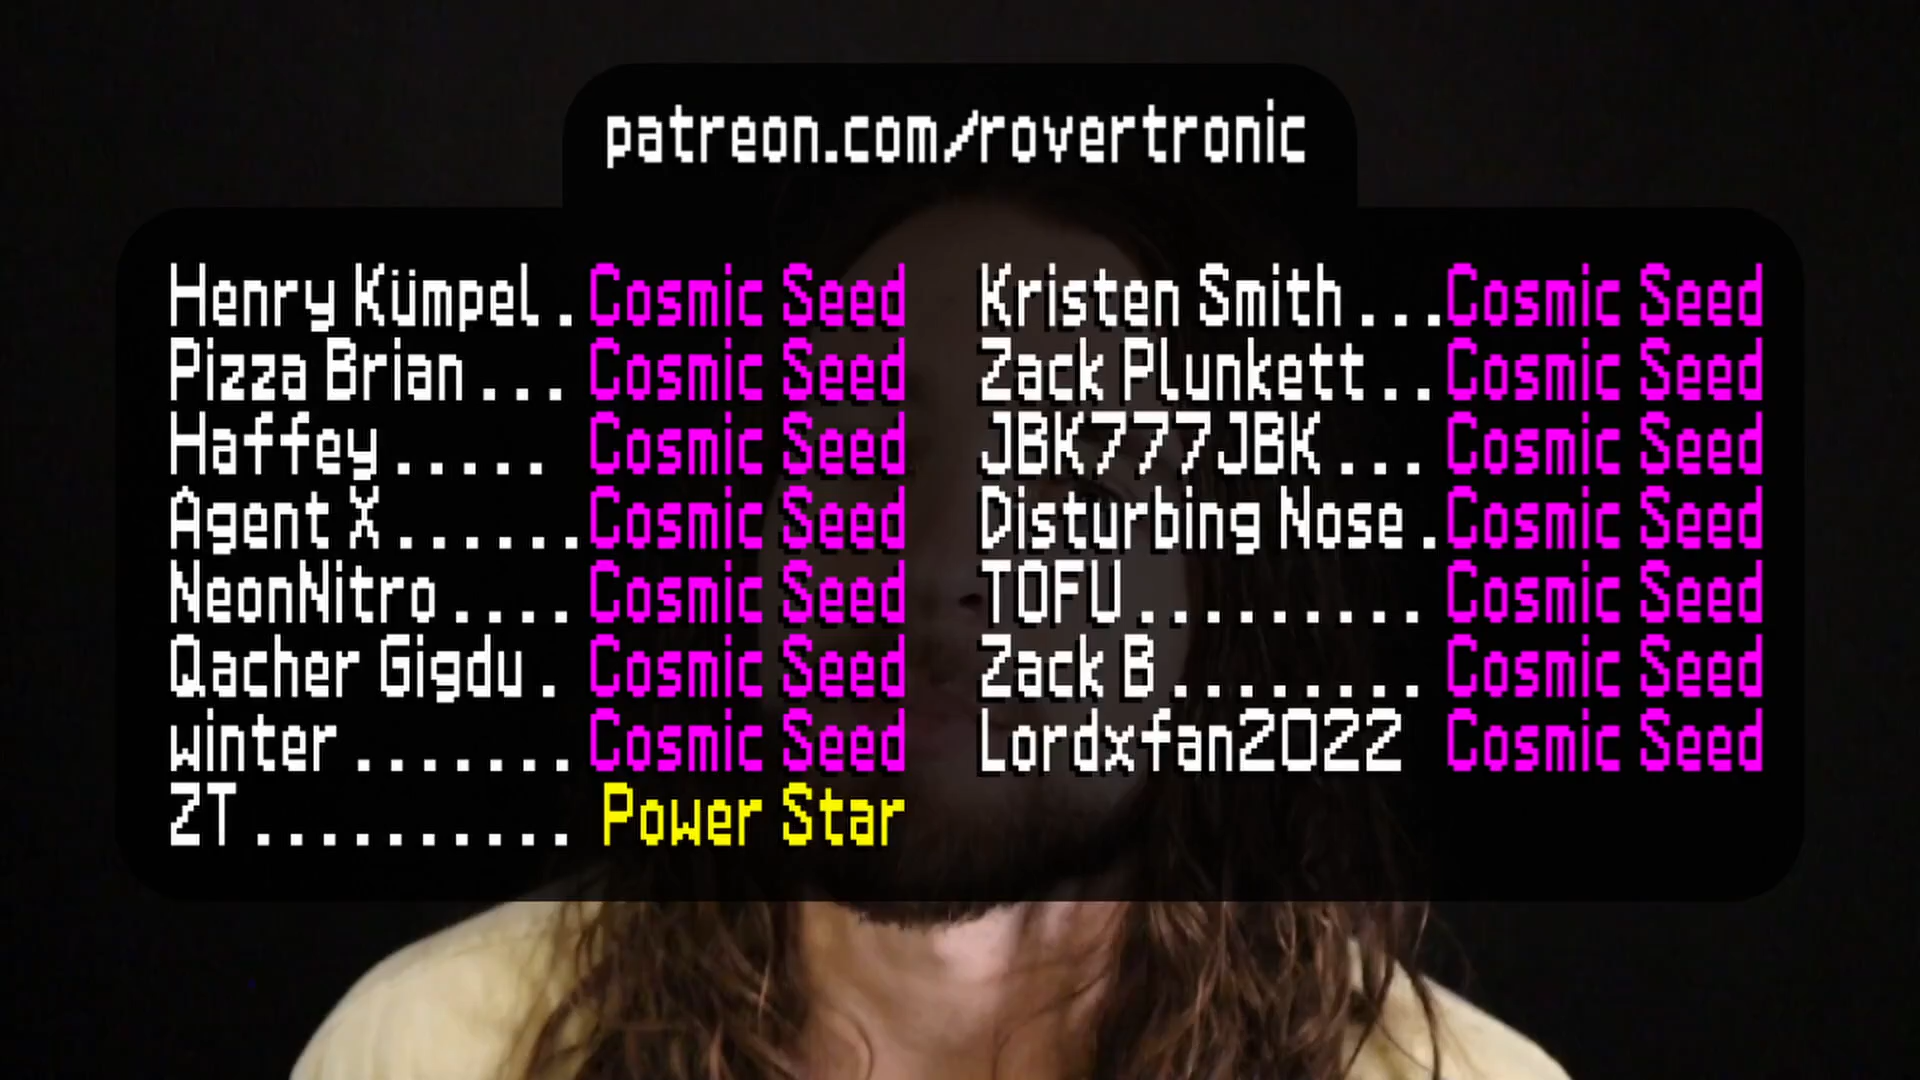 patreon.com/rovertronic
Henry Kümpel . Cosmic Seed
Pizza Brian ... Cosmic Seed
Haffey ..... Cosmic Seed
Agent X ...... Cosmic Seed
NeonNitro .... Cosmic Seed
Qacher Gigdu . Cosmic Seed
winter ....... Cosmic Seed
ZT .......... Power Star
Kristen Smith ... Cosmic Seed
Zack Plunkett .. Cosmic Seed
JBK777JBK ... Cosmic Seed
Disturbing Nose . Cosmic Seed
TOFU ......... Cosmic Seed
Zack B ........ Cosmic Seed
Lordxfan2022 Cosmic Seed